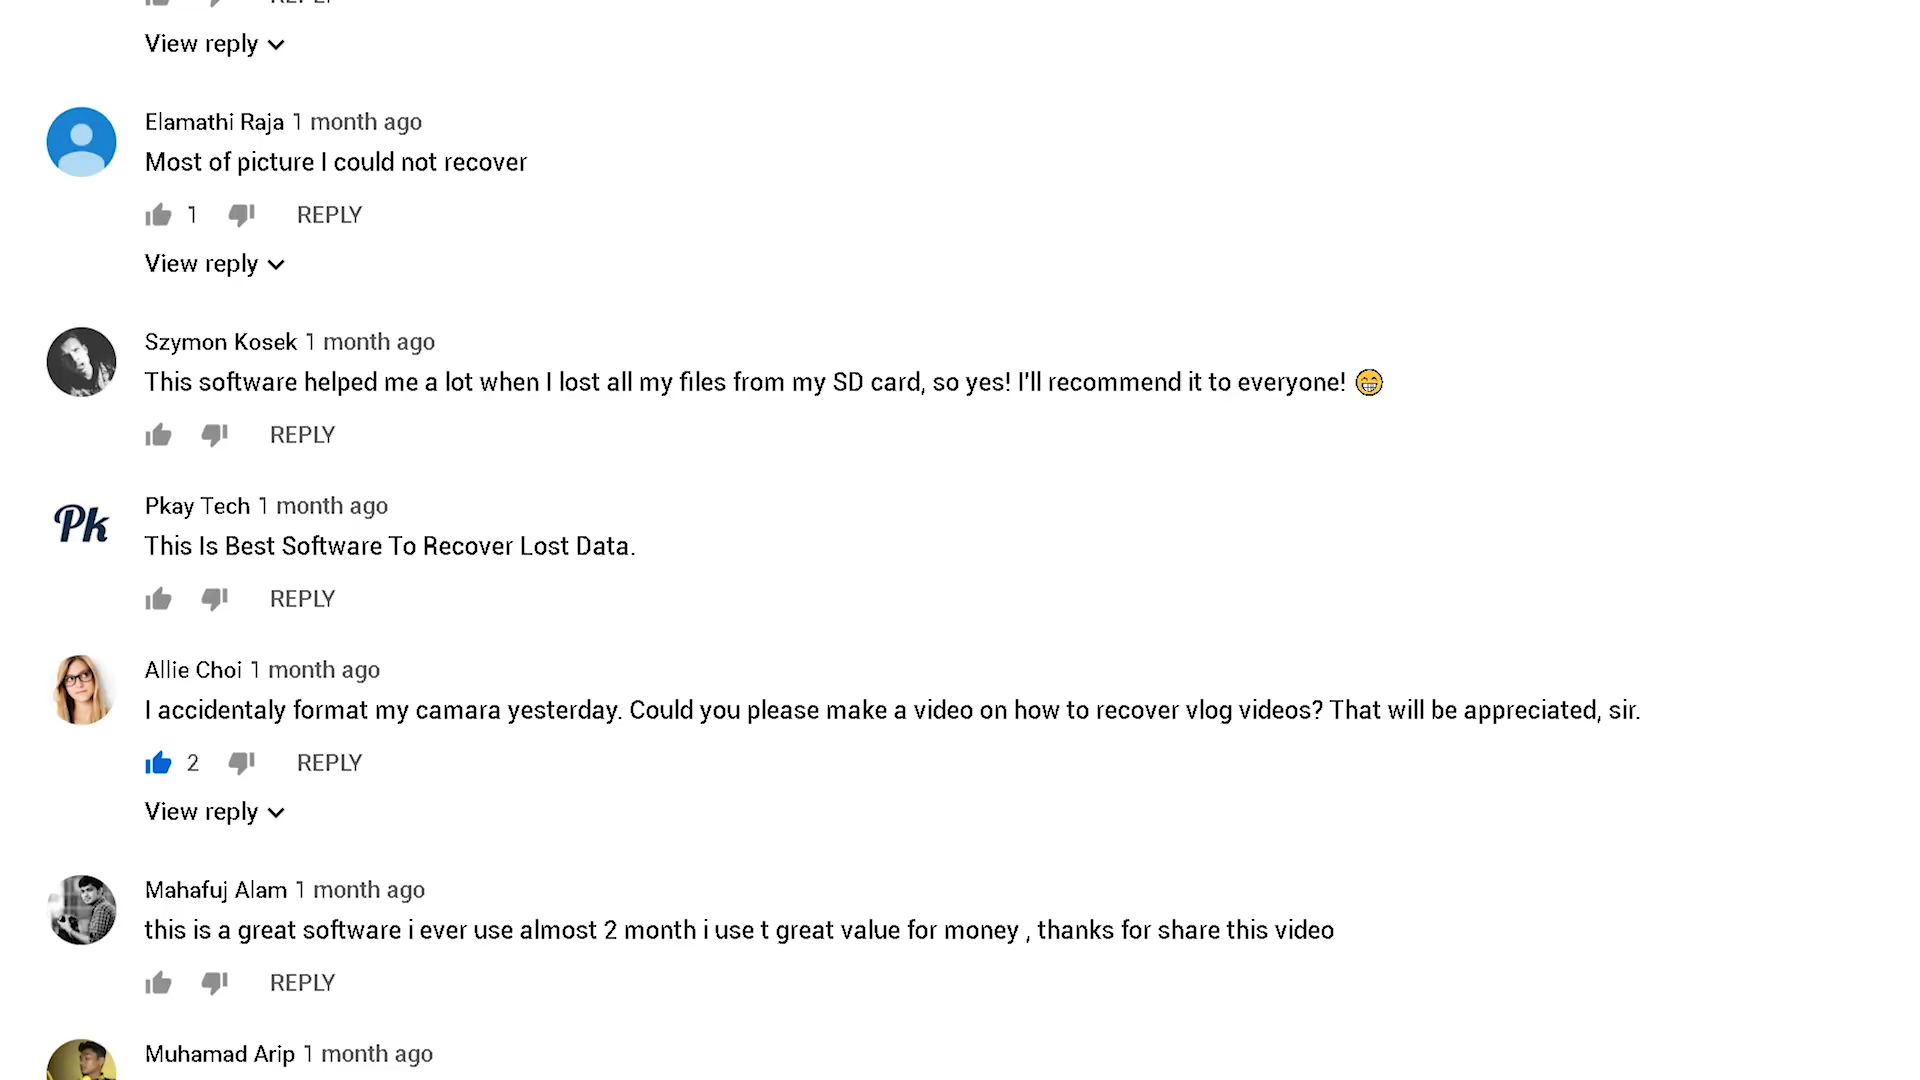 View reply
Elamathi Raja 1 month ago
Most of picture I could not recover
1 REPLY
View reply
Szymon Kosek 1 month ago
This software helped me a lot when I lost all my files from my SD card, so yes! I'll recommend it to everyone! 😁
REPLY
Pk
Pkay Tech 1 month ago
This Is Best Software To Recover Lost Data.
REPLY
Allie Choi 1 month ago
I accidentaly format my camara yesterday. Could you please make a video on how to recover vlog videos? That will be appreciated, sir.
2 REPLY
View reply
Mahafuj Alam 1 month ago
this is a great software i ever use almost 2 month i use t great value for money , thanks for share this video
REPLY
Muhamad Arip 1 month ago